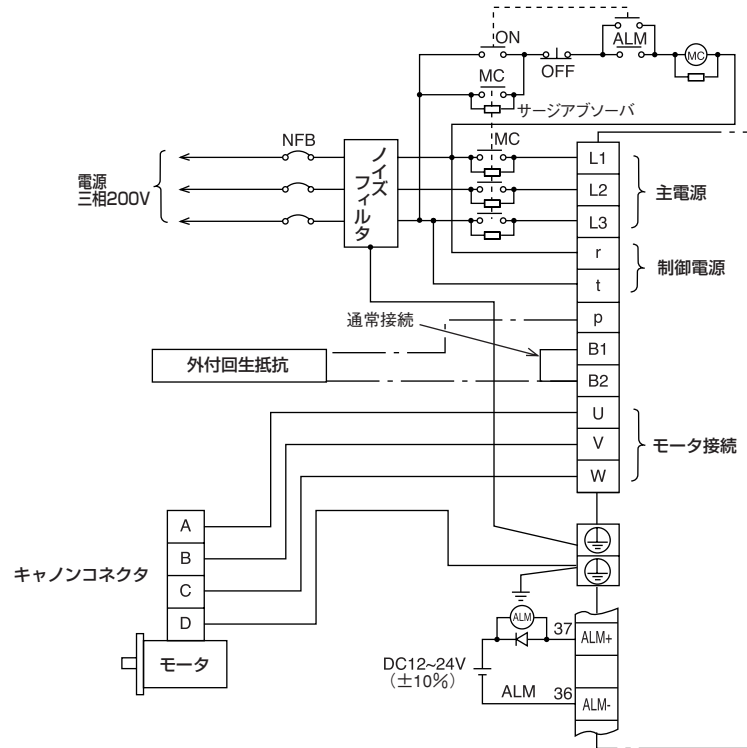 ON
ALM
MC
OFF
MC
サージアブソーバ
NFB
MC
ノイズフィルタ
電源
三相200V
L1
L2
L3
主電源
r
t
制御電源
通常接続
p
外付回生抵抗
B1
B2
U
V
W
モータ接続
キャノンコネクタ
A
B
C
D
モータ
ALM
37
ALM+
DC12~24V
(±10%)
ALM
36
ALM-